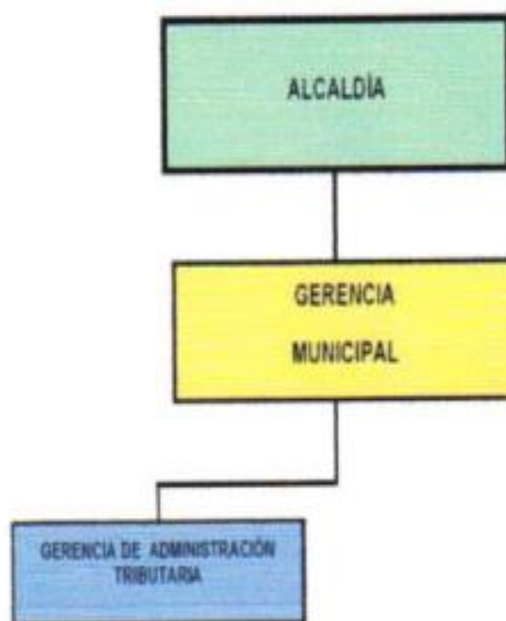 ALCALDÍA
GERENCIA
MUNICIPAL
GERENCIA DE ADMINISTRACIÓN
TRIBUTARIA